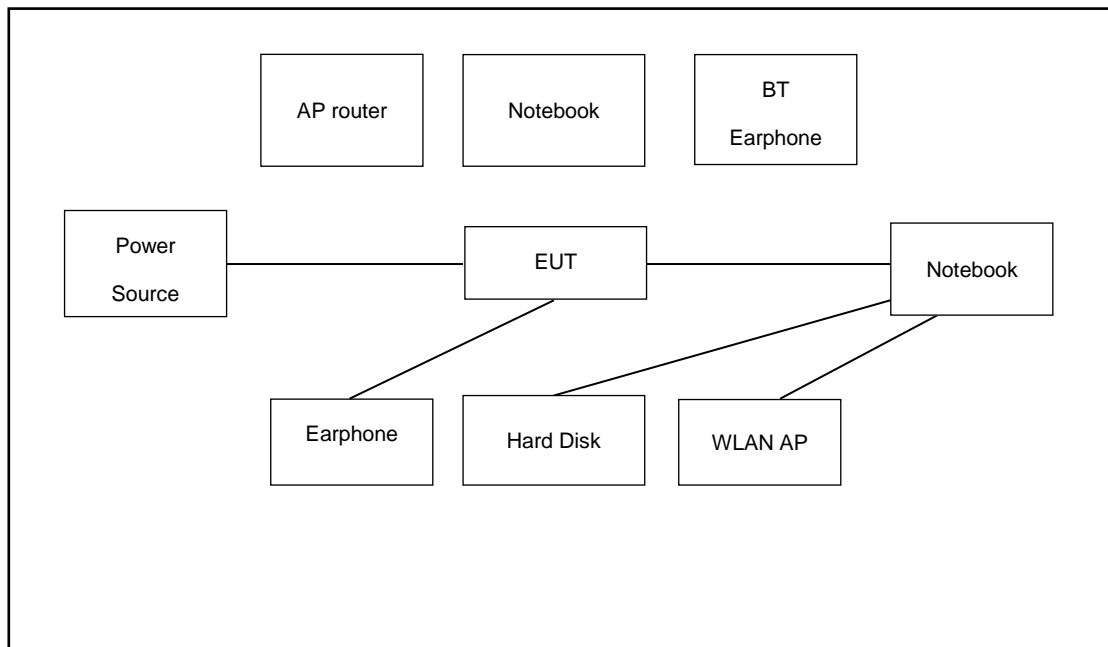 AP router
Notebook
BT
Earphone
Power
Source
EUT
Notebook
Earphone
Hard Disk
WLAN AP